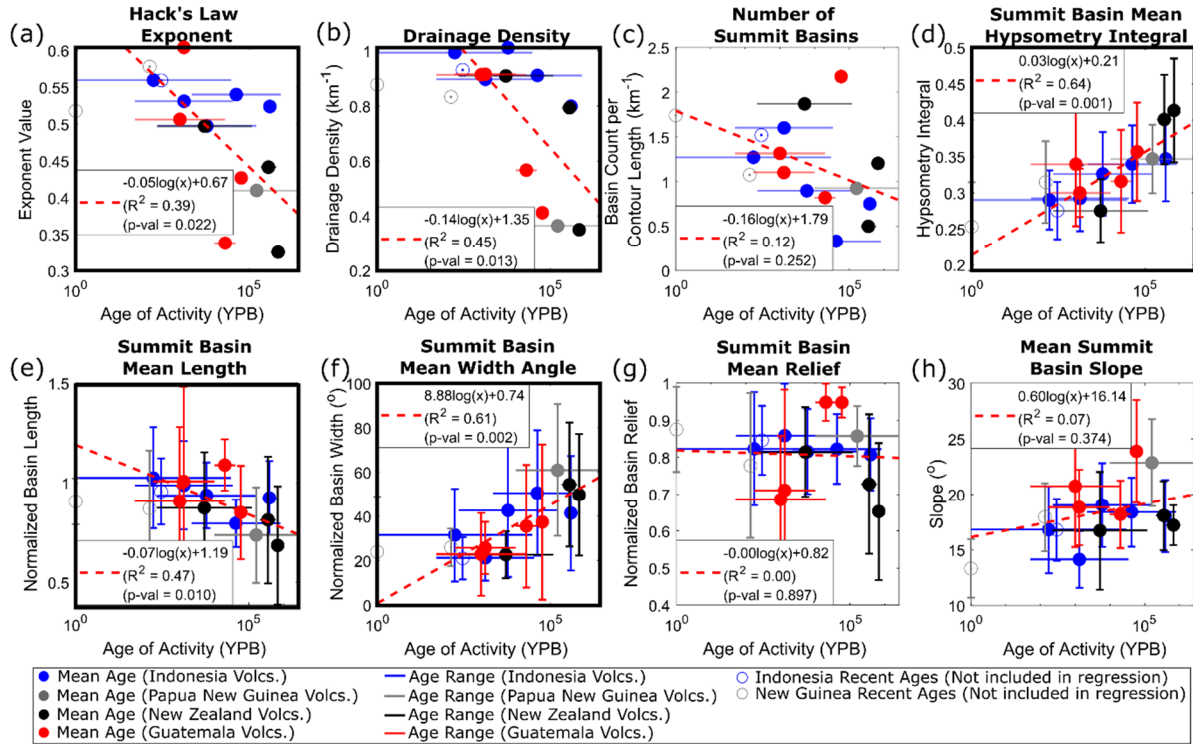 (a)
Hack's Law
Exponent
0.6
0.55
0.5
0.45
0.4
0.35
0.3
Exponent Value
-0.05log(x)+0.67
(R² = 0.39)
(p-val = 0.022)
10⁰
10⁵
Age of Activity (YPB)
(b)
Drainage Density
1
0.8
0.6
0.4
0.2
Drainage Density (km⁻¹)
-0.14log(x)+1.35
(R² = 0.45)
(p-val = 0.013)
10⁰
10⁵
Age of Activity (YPB)
(c)
Number of
Summit Basins
2.5
2
1.5
1
0.5
0
Basin Count per
Contour Length (km⁻¹)
-0.16log(x)+1.79
(R² = 0.12)
(p-val = 0.252)
10⁰
10⁵
Age of Activity (YPB)
(d)
Summit Basin Mean
Hypsometry Integral
0.5
0.45
0.4
0.35
0.3
0.25
0.2
Hypsometry Integral
0.03log(x)+0.21
(R² = 0.64)
(p-val = 0.001)
10⁰
10⁵
Age of Activity (YPB)
(e)
Summit Basin
Mean Length
1.5
1
0.5
Normalized Basin Length
-0.07log(x)+1.19
(R² = 0.47)
(p-val = 0.010)
10⁰
10⁵
Age of Activity (YPB)
(f)
Summit Basin
Mean Width Angle
100
80
60
40
20
0
Normalized Basin Width (°)
8.88log(x)+0.74
(R² = 0.61)
(p-val = 0.002)
10⁰
10⁵
Age of Activity (YPB)
(g)
Summit Basin
Mean Relief
1
0.9
0.8
0.7
0.6
0.5
0.4
Normalized Basin Relief
-0.00log(x)+0.82
(R² = 0.00)
(p-val = 0.897)
10⁰
10⁵
Age of Activity (YPB)
(h)
Mean Summit
Basin Slope
30
25
20
15
10
Slope (°)
0.60log(x)+16.14
(R² = 0.07)
(p-val = 0.374)
10⁰
10⁵
Age of Activity (YPB)
Mean Age (Indonesia Volcs.)
Mean Age (Papua New Guinea Volcs.)
Mean Age (New Zealand Volcs.)
Mean Age (Guatemala Volcs.)
Age Range (Indonesia Volcs.)
Age Range (Papua New Guinea Volcs.)
Age Range (New Zealand Volcs.)
Age Range (Guatemala Volcs.)
Indonesia Recent Ages (Not included in regression)
New Guinea Recent Ages (Not included in regression)